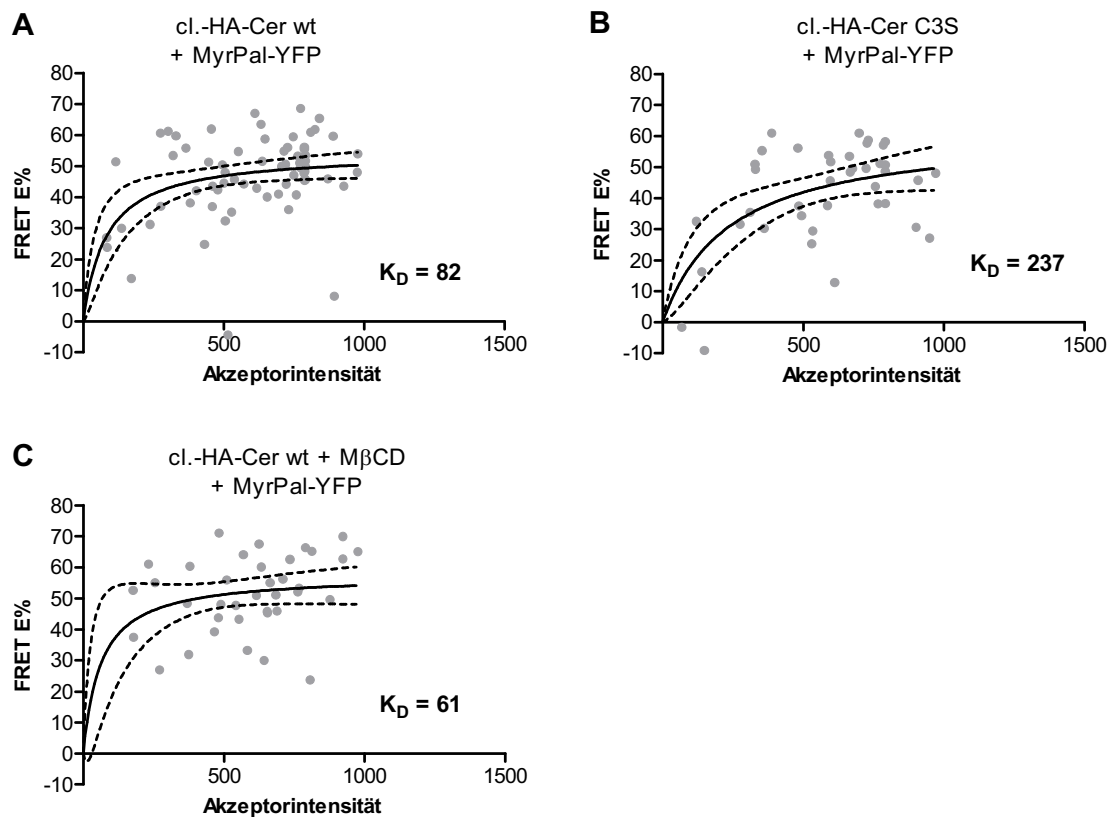 A
cl.-HA-Cer wt
+ MyrPal-YFP
80
70
60
50
40
30
20
10
0
-10
FRET E%
500
1000
1500
Akzeptorintensität
K_D = 82
B
cl.-HA-Cer C3S
+ MyrPal-YFP
80
70
60
50
40
30
20
10
0
-10
FRET E%
500
1000
1500
Akzeptorintensität
K_D = 237
C
cl.-HA-Cer wt + MβCD
+ MyrPal-YFP
80
70
60
50
40
30
20
10
0
-10
FRET E%
500
1000
1500
Akzeptorintensität
K_D = 61